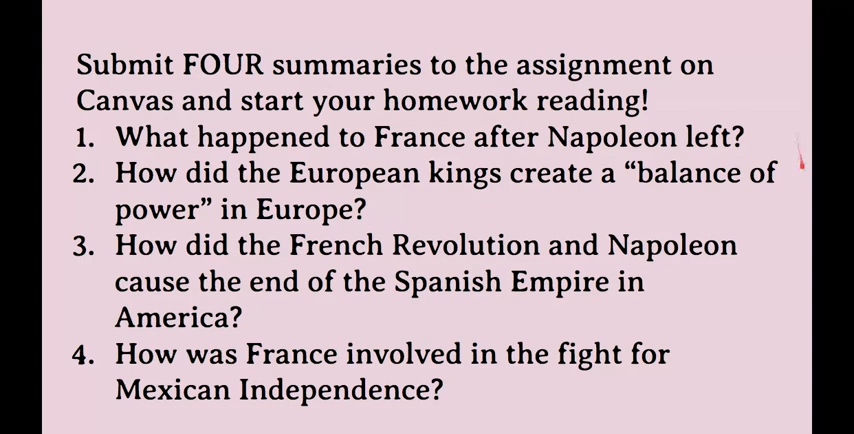 Submit FOUR summaries to the assignment on
Canvas and start your homework reading!
1. What happened to France after Napoleon left?
2. How did the European kings create a “balance of
power” in Europe?
3. How did the French Revolution and Napoleon
cause the end of the Spanish Empire in
America?
4. How was France involved in the fight for
Mexican Independence?